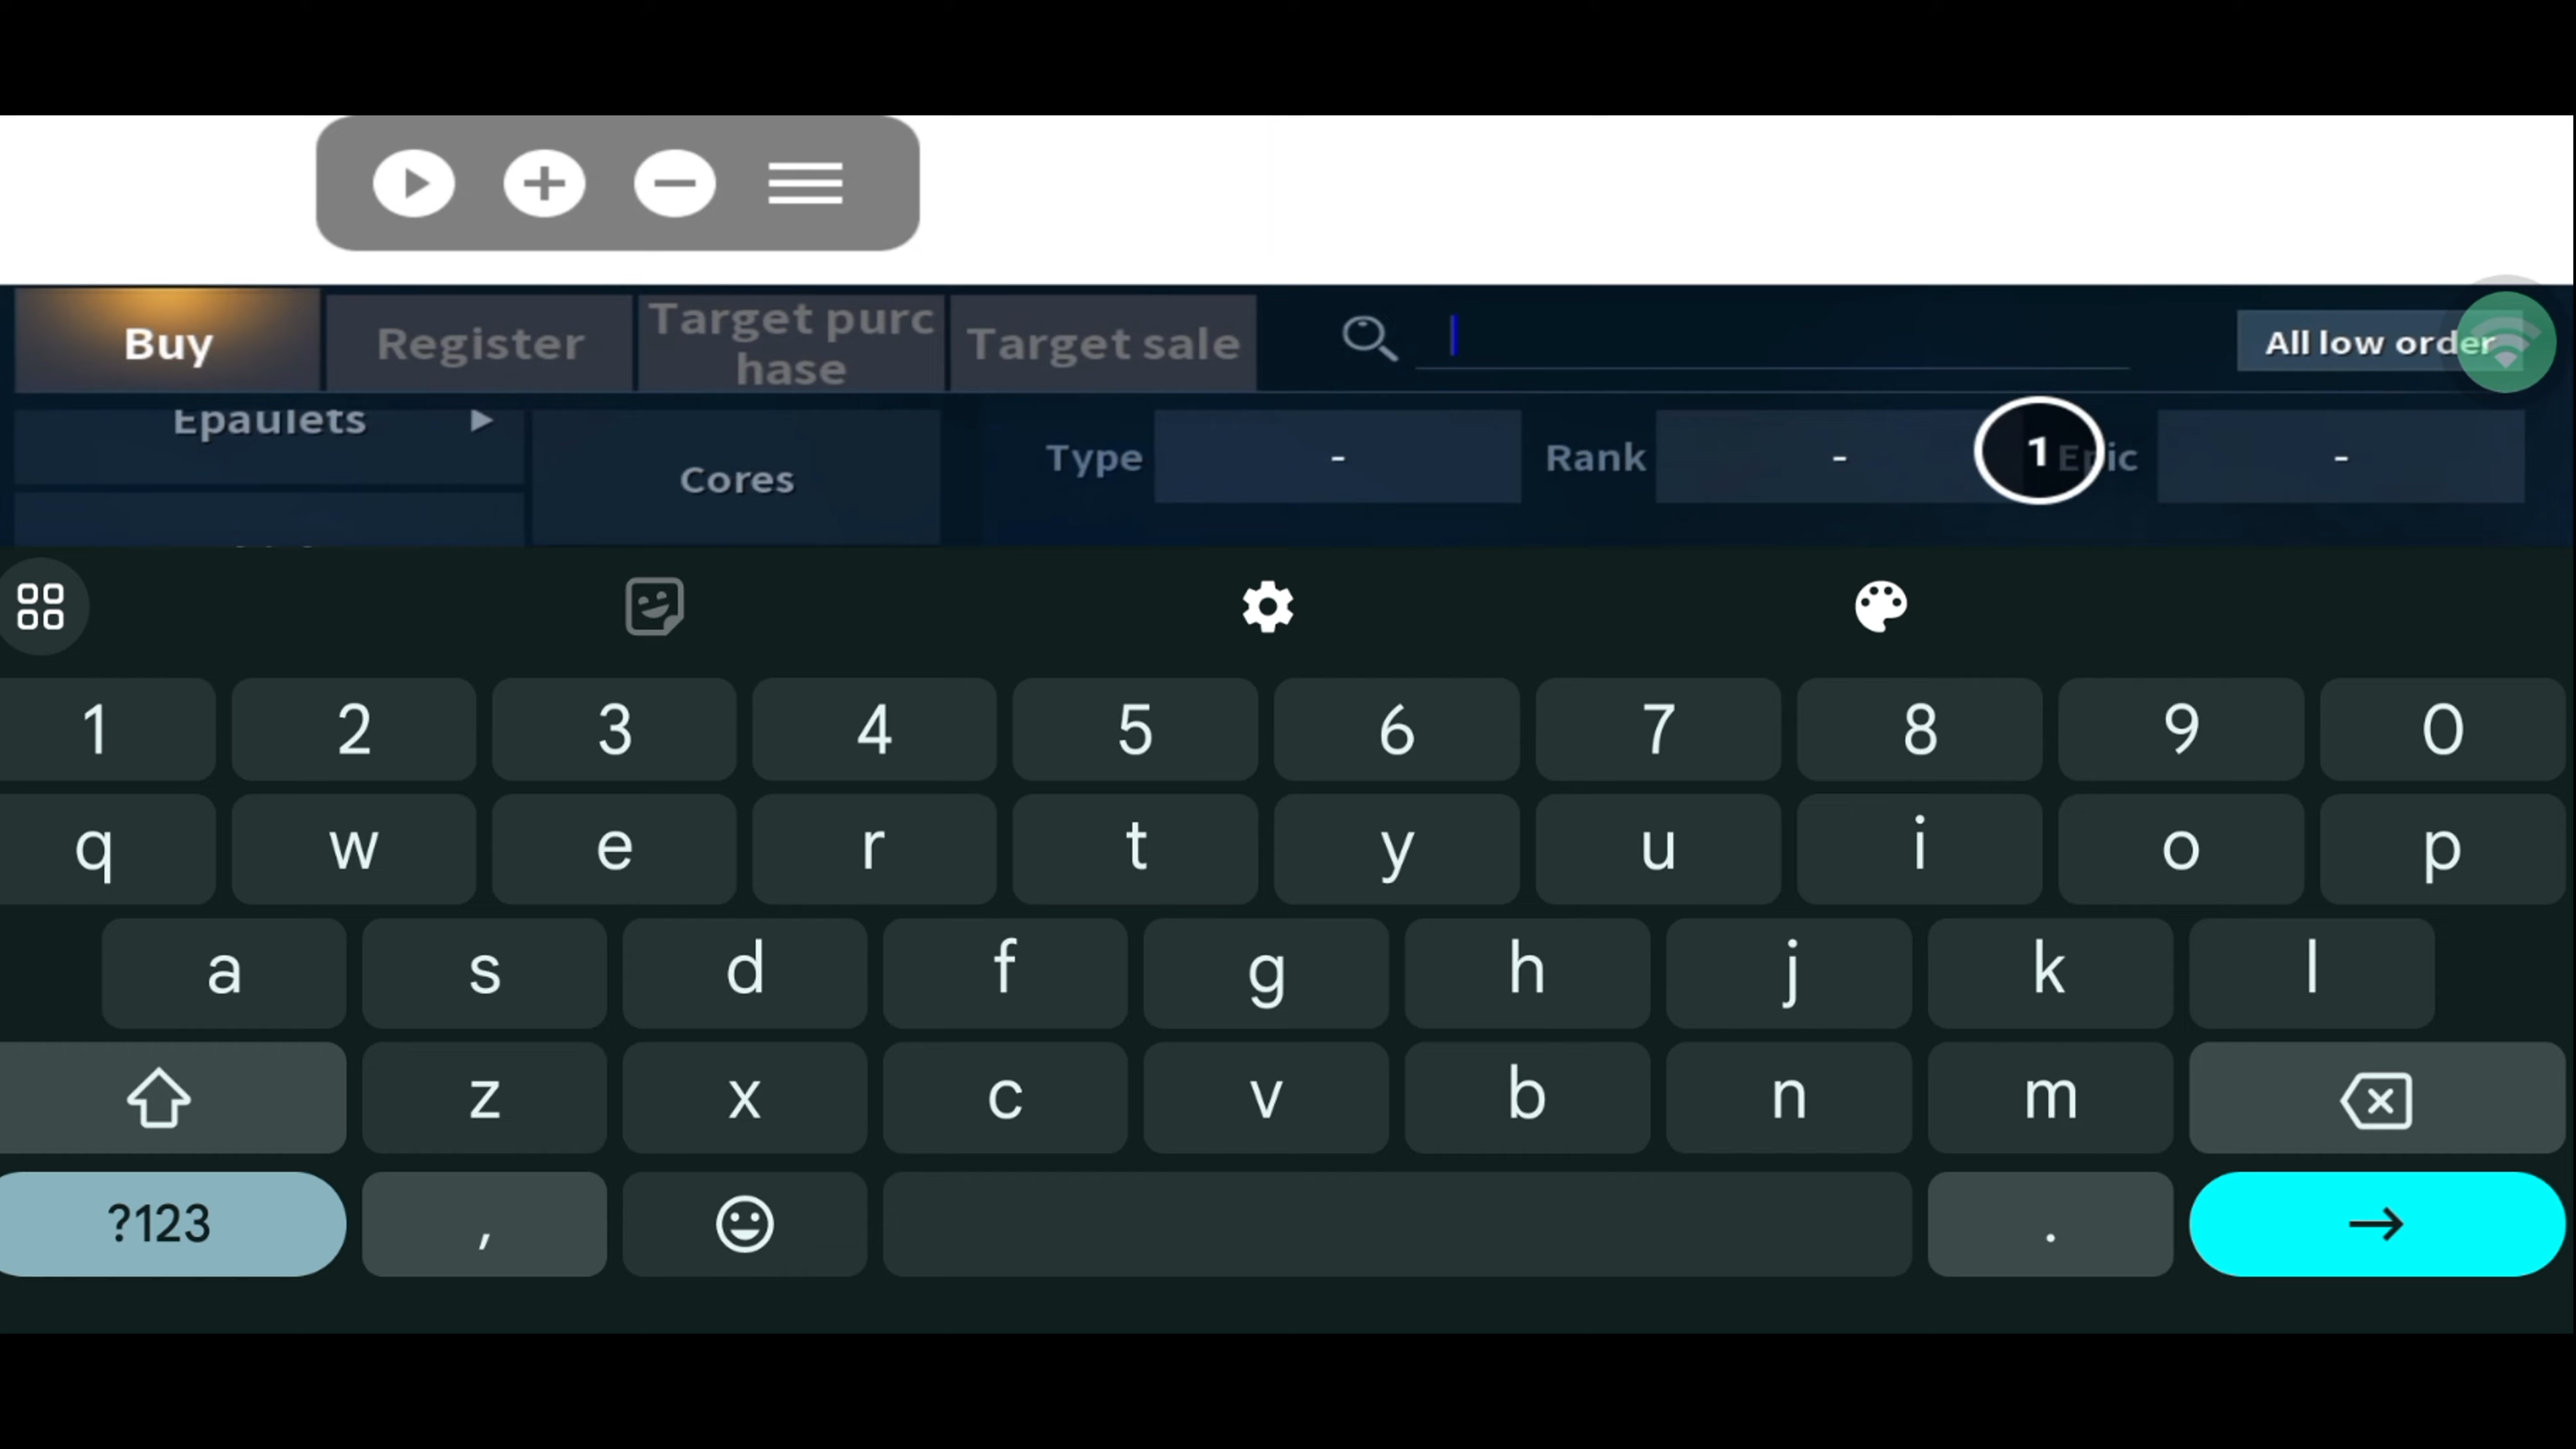 Buy
Register
Target purc
hase
Target sale
All low order
Epaulets
Cores
Type
-
Rank
-
1
Epic
-
1 2 3 4 5 6 7 8 9 0
q w e r t y u i o p
a s d f g h j k l
z x c v b n m
?123 , .